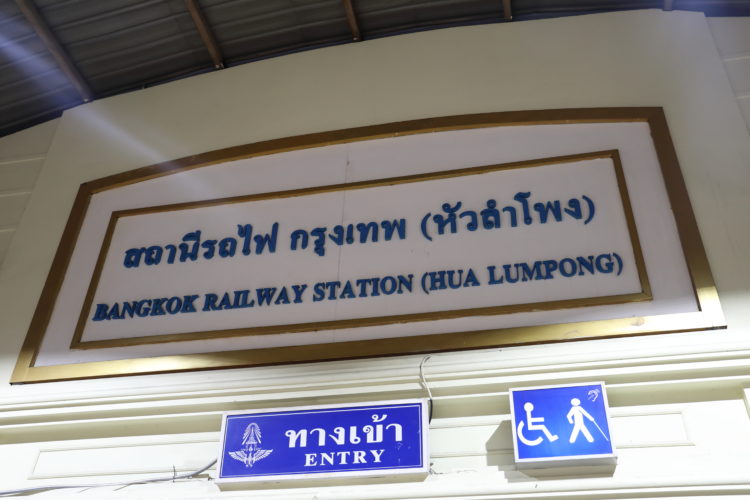 สถานีรถไฟ กรุงเทพ (หัวลำโพง)
BANGKOK RAILWAY STATION (HUA LUMPONG)
ทางเข้า
ENTRY